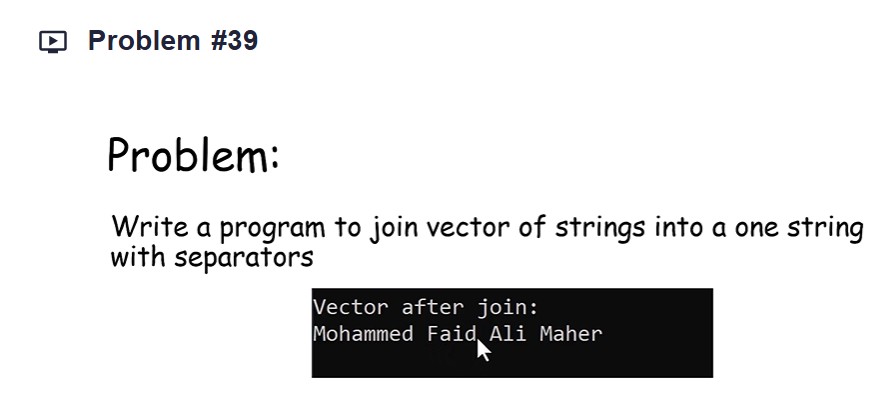 Problem #39
Problem:
Write a program to join vector of strings into a one string
with separators
Vector after join:
Mohammed Faid Ali Maher